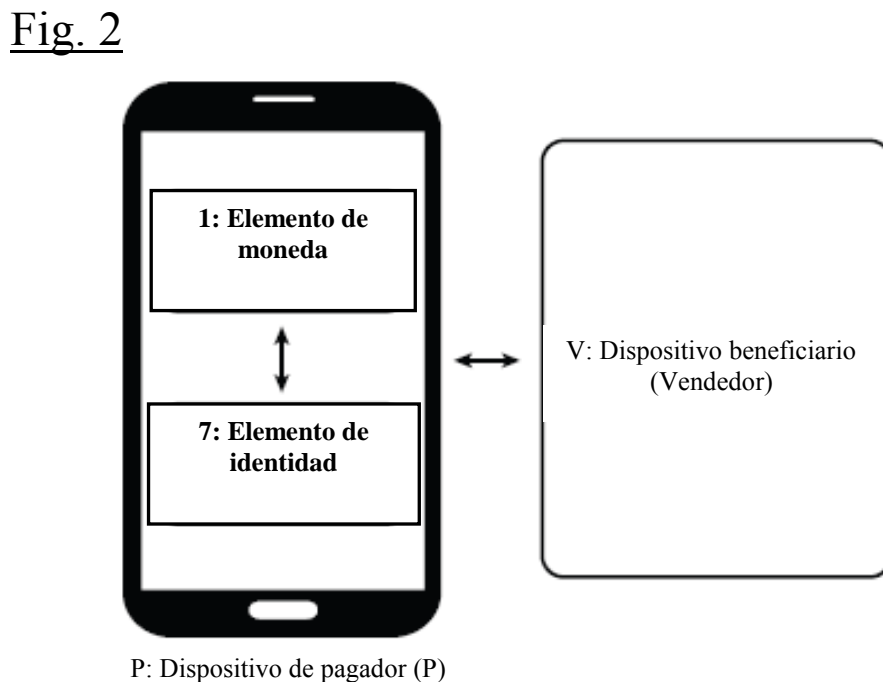 Fig. 2
1: Elemento de
moneda
7: Elemento de
identidad
V: Dispositivo beneficiario
(Vendedor)
P: Dispositivo de pagador (P)